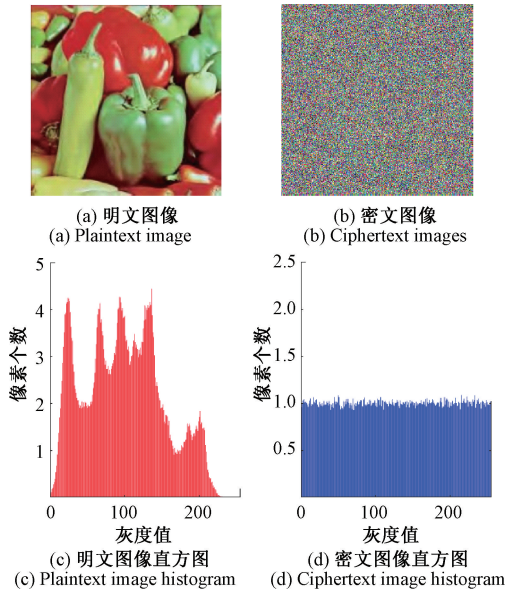 (a) 明文图像
(a) Plaintext image
(b) 密文图像
(b) Ciphertext images
5
4
3
2
1
像素个数
0
100
200
灰度值
(c) 明文图像直方图
(c) Plaintext image histogram
2.5
2.0
1.5
1.0
0.5
像素个数
0
100
200
灰度值
(d) 密文图像直方图
(d) Ciphertext image histogram